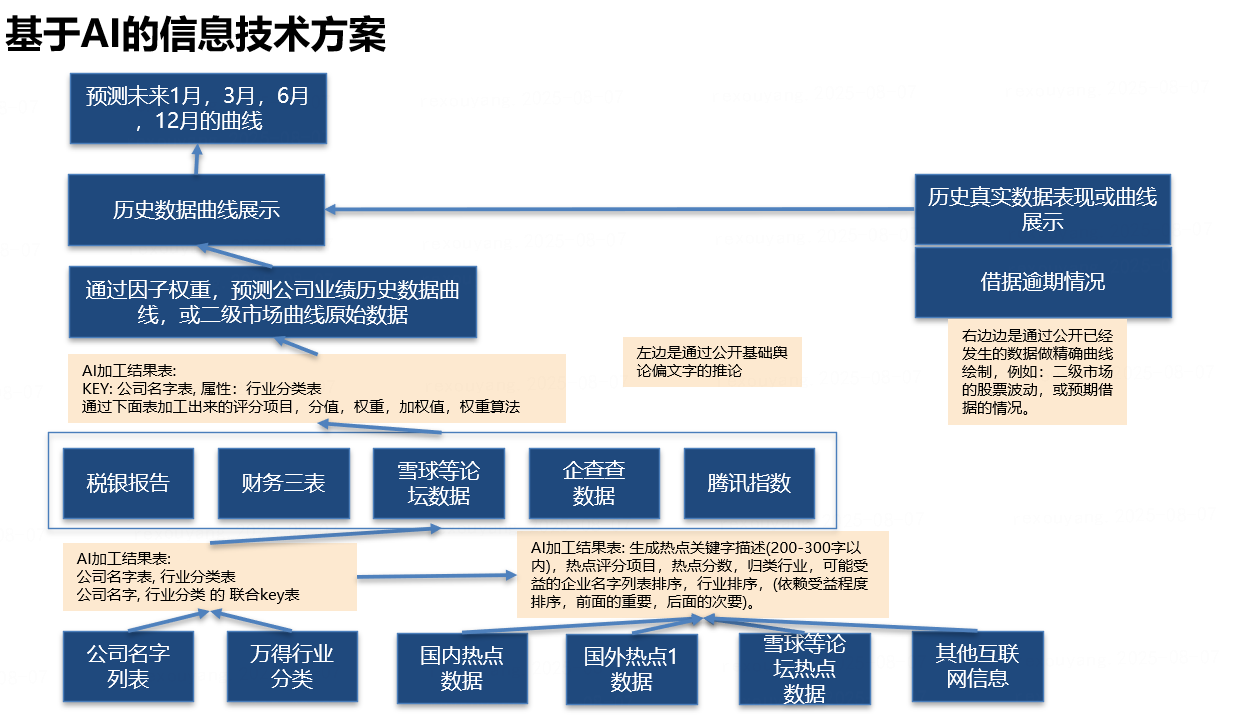 基于AI的信息技术方案
预测未来1月，3月，6月
，12月的曲线
历史数据曲线展示
历史真实数据表现或曲线
展示
通过因子权重，预测公司业绩历史数据曲
线，或二级市场曲线原始数据
借据逾期情况
AI加工结果表:
KEY: 公司名字表, 属性：行业分类表
通过下面表加工出来的评分项目，分值，权重，加权值，权重算法
左边是通过公开基础舆
论偏文字的推论
右边边是通过公开已经
发生的数据做精确曲线
绘制，例如：二级市场
的股票波动，或预期借
据的情况。
税银报告
财务三表
雪球等论
坛数据
企查查
数据
腾讯指数
AI加工结果表:
公司名字表, 行业分类表
公司名字, 行业分类 的 联合key表
AI加工结果表: 生成热点关键字描述(200-300字以
内)，热点评分项目，热点分数，归类行业，可能受
益的企业名字列表排序，行业排序，(依赖受益程度
排序，前面的重要，后面的次要)。
公司名字
列表
万得行业
分类
国内热点
数据
国外热点1
数据
雪球等论
坛热点
数据
其他互联
网信息